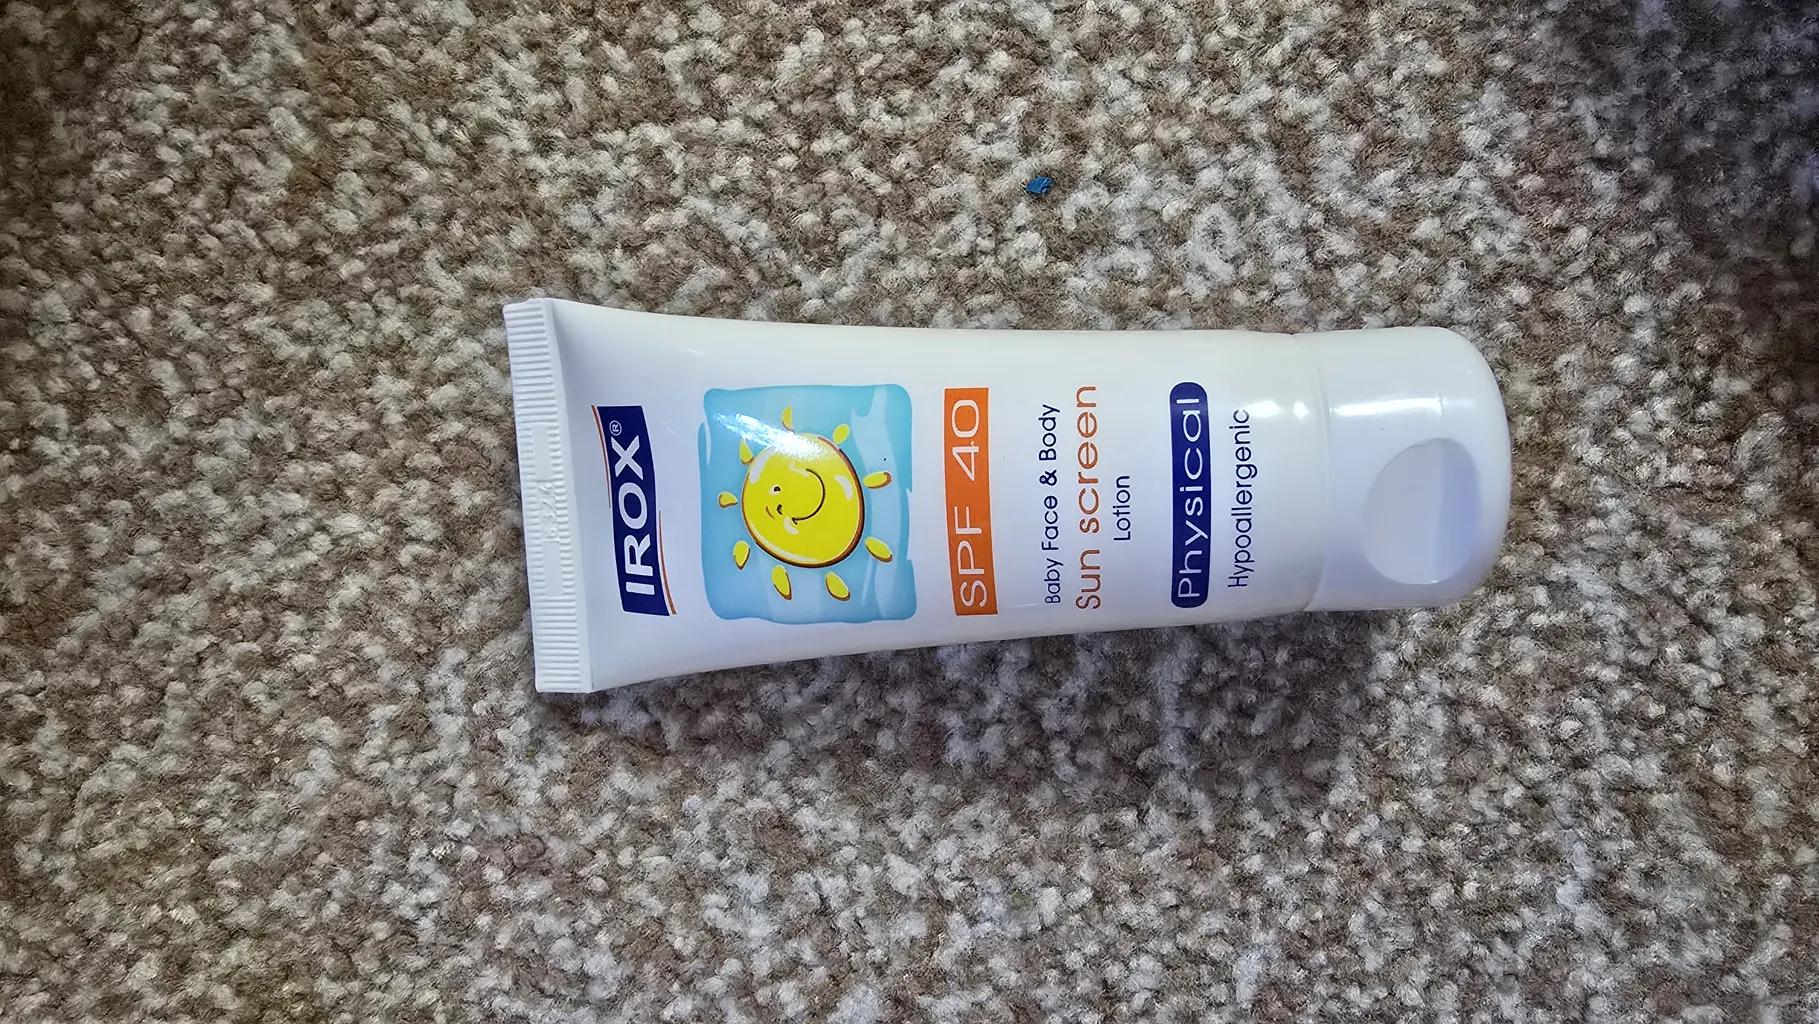 IROX®
SPF 40
Baby Face & Body
Sun screen
Lotion
Physical
Hypoallergenic